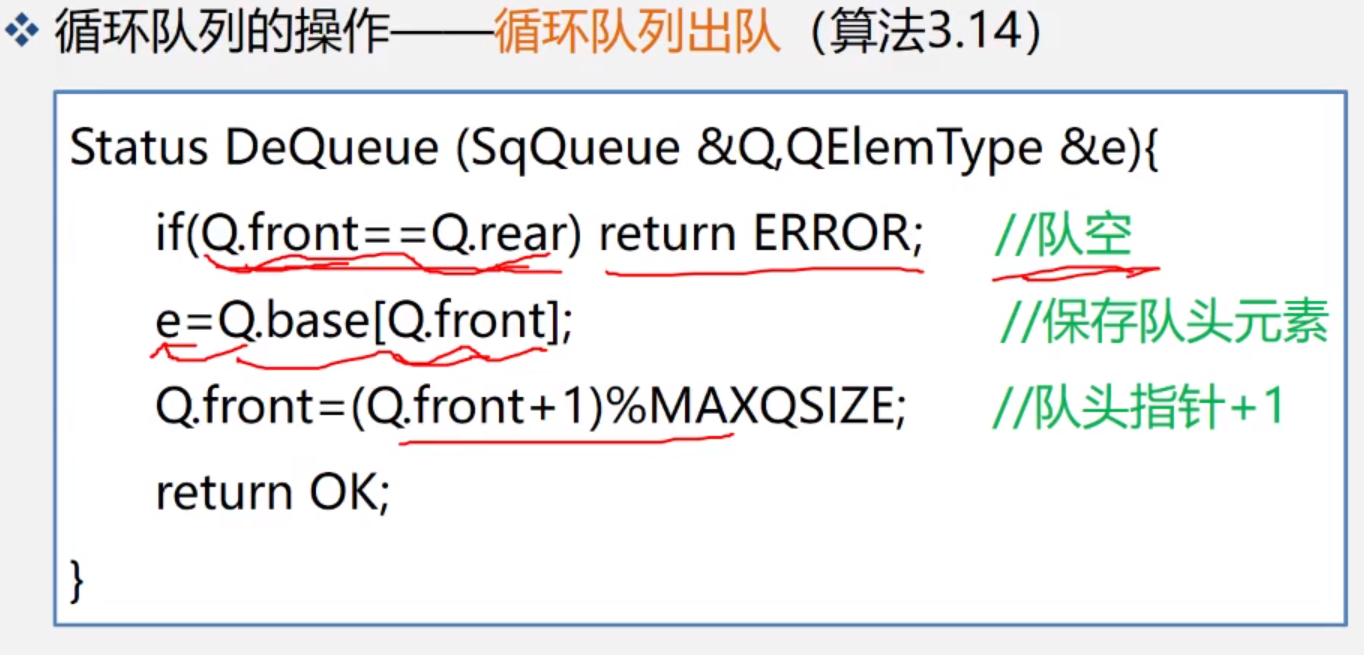 循环队列的操作——循环队列出队（算法3.14）
Status DeQueue (SqQueue &Q,QElemType &e){
if(Q.front==Q.rear) return ERROR; //队空
e=Q.base[Q.front]; //保存队头元素
Q.front=(Q.front+1)%MAXQSIZE; //队头指针+1
return OK;
}